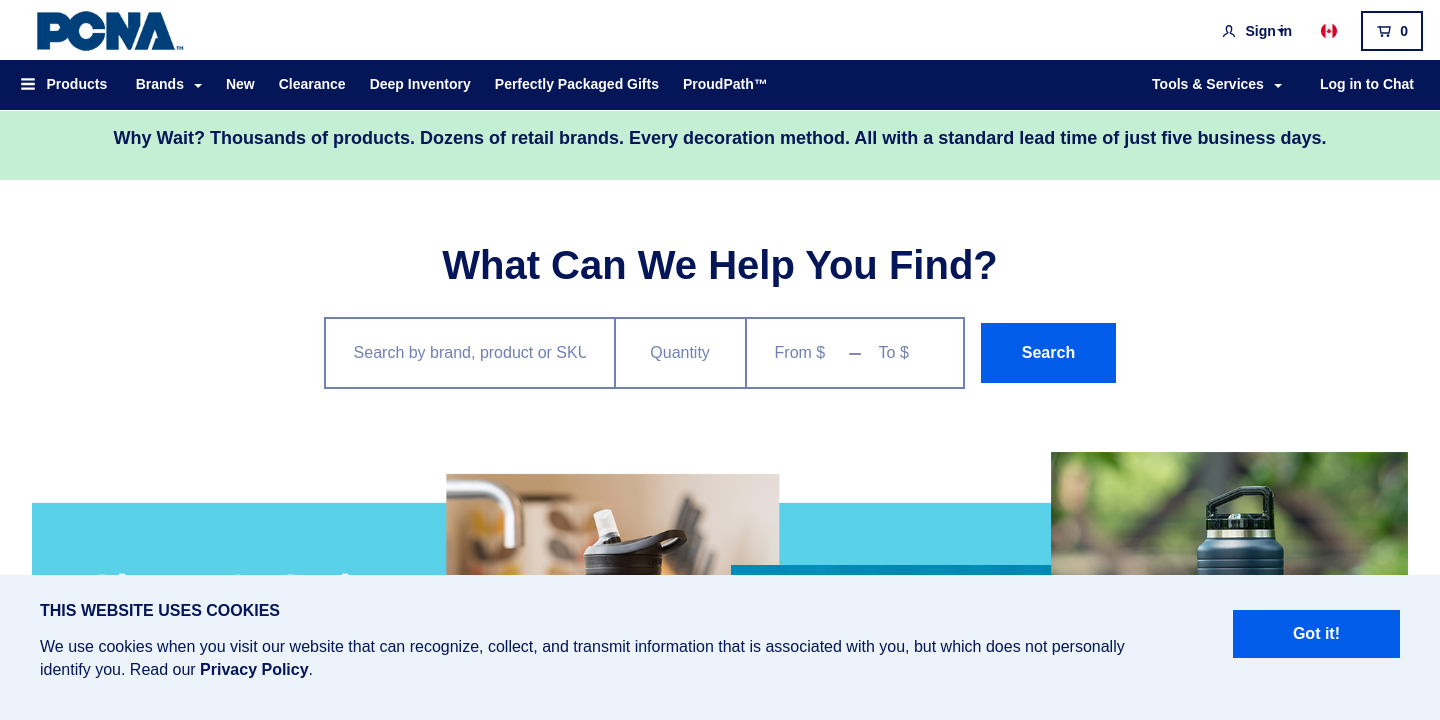 PCNA™
Sign in
0
Products Brands New Clearance Deep Inventory Perfectly Packaged Gifts ProudPath™ Tools & Services Log in to Chat
Why Wait? Thousands of products. Dozens of retail brands. Every decoration method. All with a standard lead time of just five business days.
What Can We Help You Find?
Search by brand, product or SKU Quantity From $ – To $ Search
THIS WEBSITE USES COOKIES
We use cookies when you visit our website that can recognize, collect, and transmit information that is associated with you, but which does not personally
identify you. Read our Privacy Policy.
Got it!